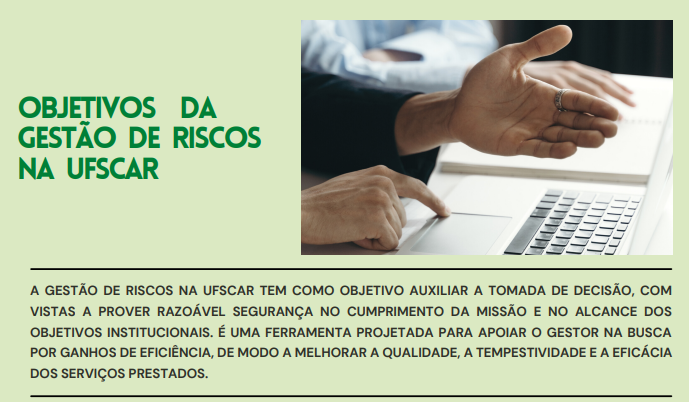 OBJETIVOS DA
GESTÃO DE RISCOS
NA UFSCAR
A GESTÃO DE RISCOS NA UFSCAR TEM COMO OBJETIVO AUXILIAR A TOMADA DE DECISÃO, COM
VISTAS A PROVER RAZOÁVEL SEGURANÇA NO CUMPRIMENTO DA MISSÃO E NO ALCANCE DOS
OBJETIVOS INSTITUCIONAIS. É UMA FERRAMENTA PROJETADA PARA APOIAR O GESTOR NA BUSCA
POR GANHOS DE EFICIÊNCIA, DE MODO A MELHORAR A QUALIDADE, A TEMPESTIVIDADE E A EFICÁCIA
DOS SERVIÇOS PRESTADOS.